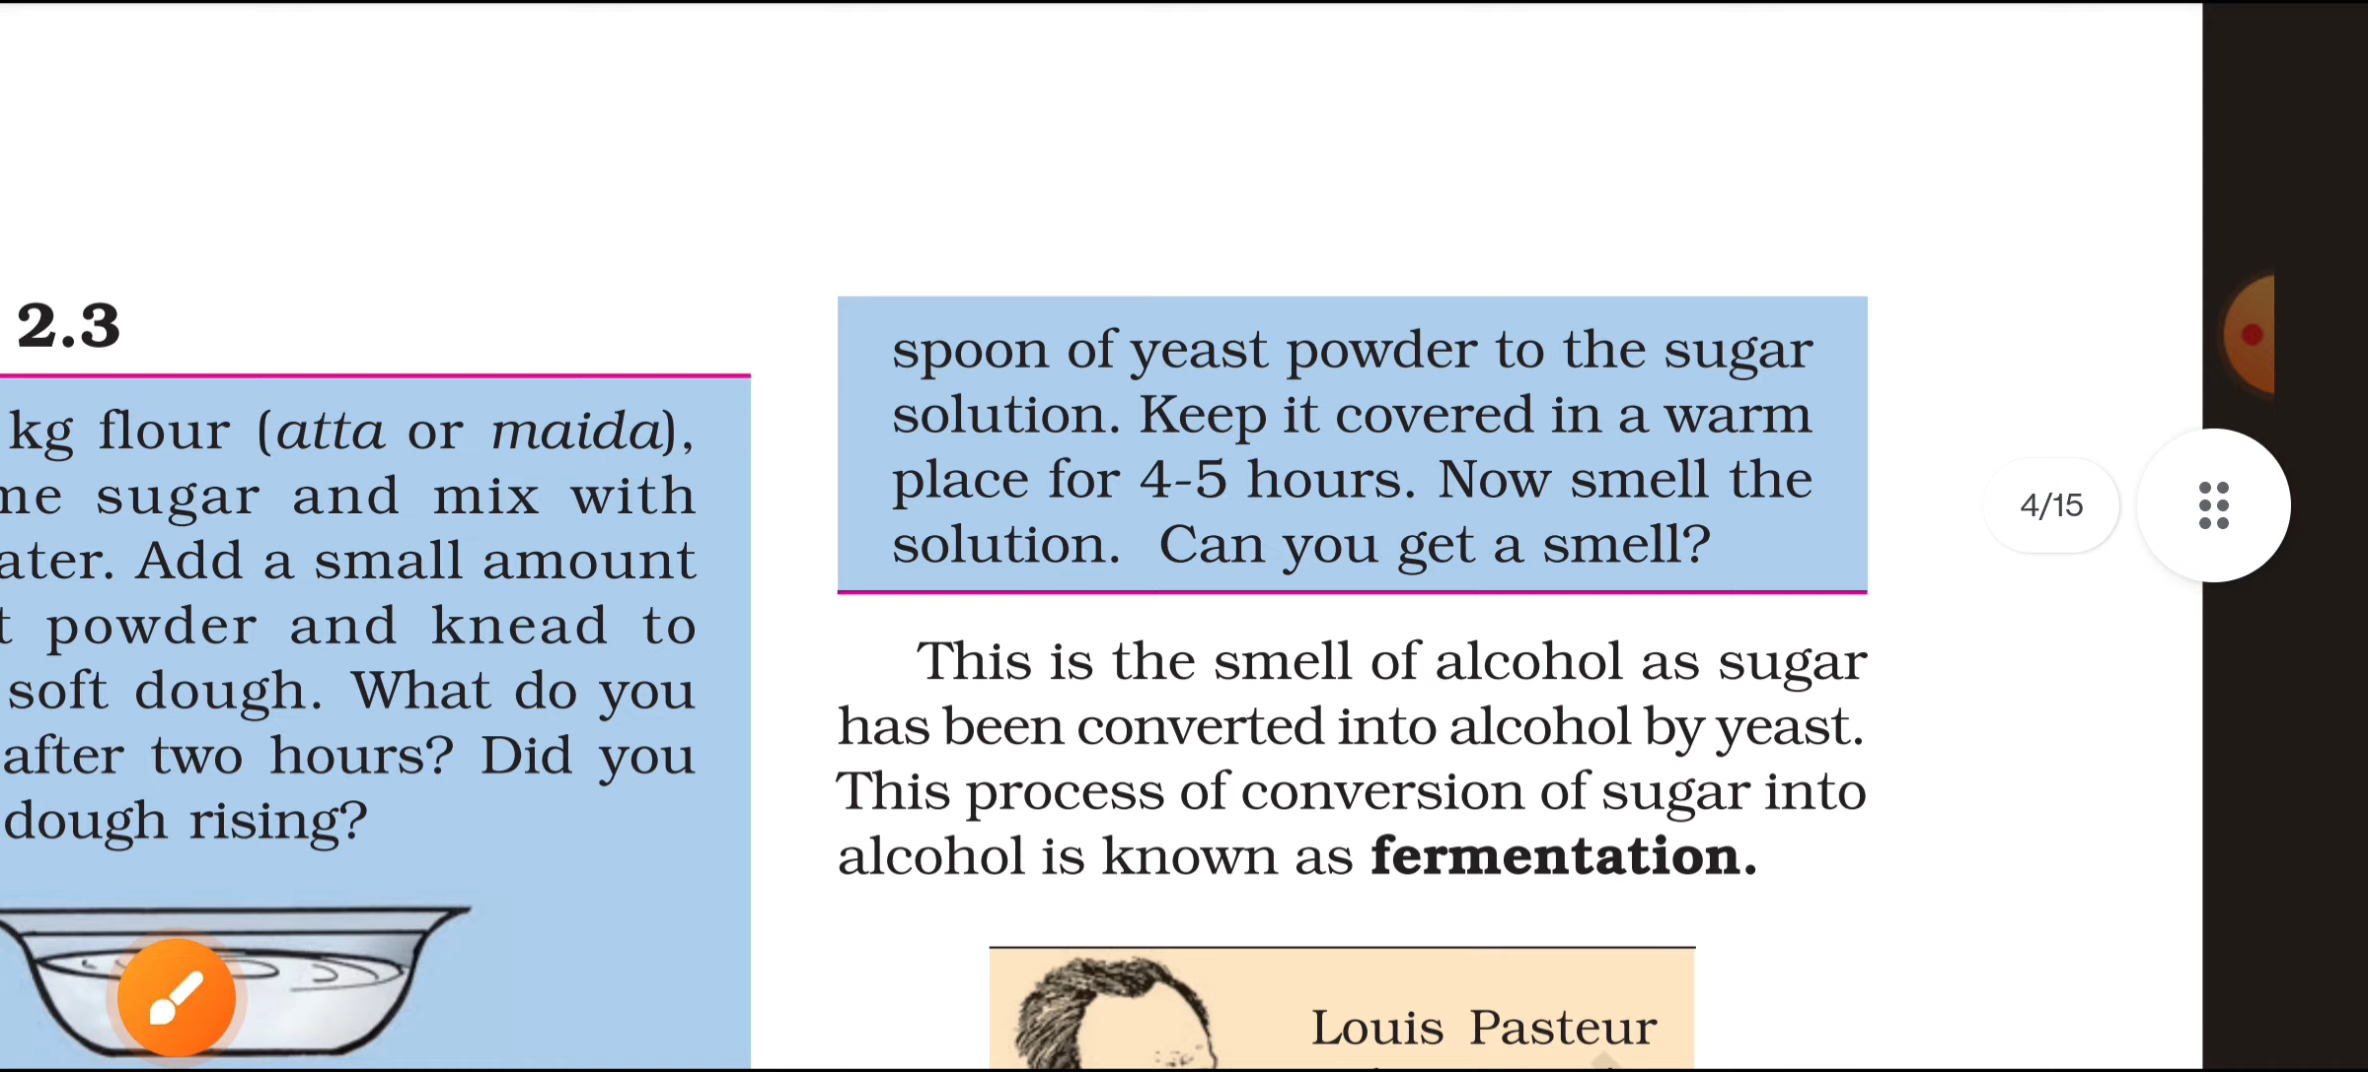 2.3
kg flour (atta or maida),
sugar and mix with
Add a small amount
powder and knead to
soft dough. What do you
after two hours? Did you
dough rising?
spoon of yeast powder to the sugar
solution. Keep it covered in a warm
place for 4-5 hours. Now smell the
solution. Can you get a smell?
This is the smell of alcohol as sugar
has been converted into alcohol by yeast.
This process of conversion of sugar into
alcohol is known as fermentation.
Louis Pasteur
4/15